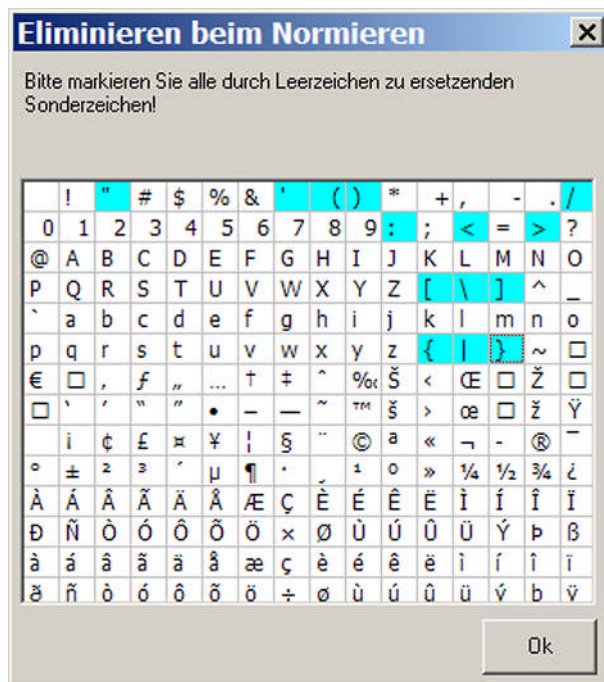 Eliminieren beim Normieren
Bitte markieren Sie alle durch Leerzeichen zu ersetzenden
Sonderzeichen!
! " # $ % & ' ( ) * + , - . /
0 1 2 3 4 5 6 7 8 9 : ; < = > ?
@ A B C D E F G H I J K L M N O
P Q R S T U V W X Y Z [ \ ] ^ _
` a b c d e f g h i j k l m n o
p q r s t u v w x y z { | } ~ □
€ □ ‚ ƒ „ … † ‡ ˆ ‰ Š ‹ Œ □ Ž □
□ ‘ ’ “ ” • – — ˜ ™ š › œ □ ž Ÿ
¡ ¢ £ ¤ ¥ ¦ § ¨ © ª « ¬ - ® ¯
° ± ² ³ ´ µ ¶ · ¸ ¹ º » ¼ ½ ¾ ¿
À Á Â Ã Ä Å Æ Ç È É Ê Ë Ì Í Î Ï
Ð Ñ Ò Ó Ô Õ Ö × Ø Ù Ú Û Ü Ý Þ ß
à á â ã ä å æ ç è é ê ë ì í î ï
ð ñ ò ó ô õ ö ÷ ø ù ú û ü ý þ ÿ
Ok